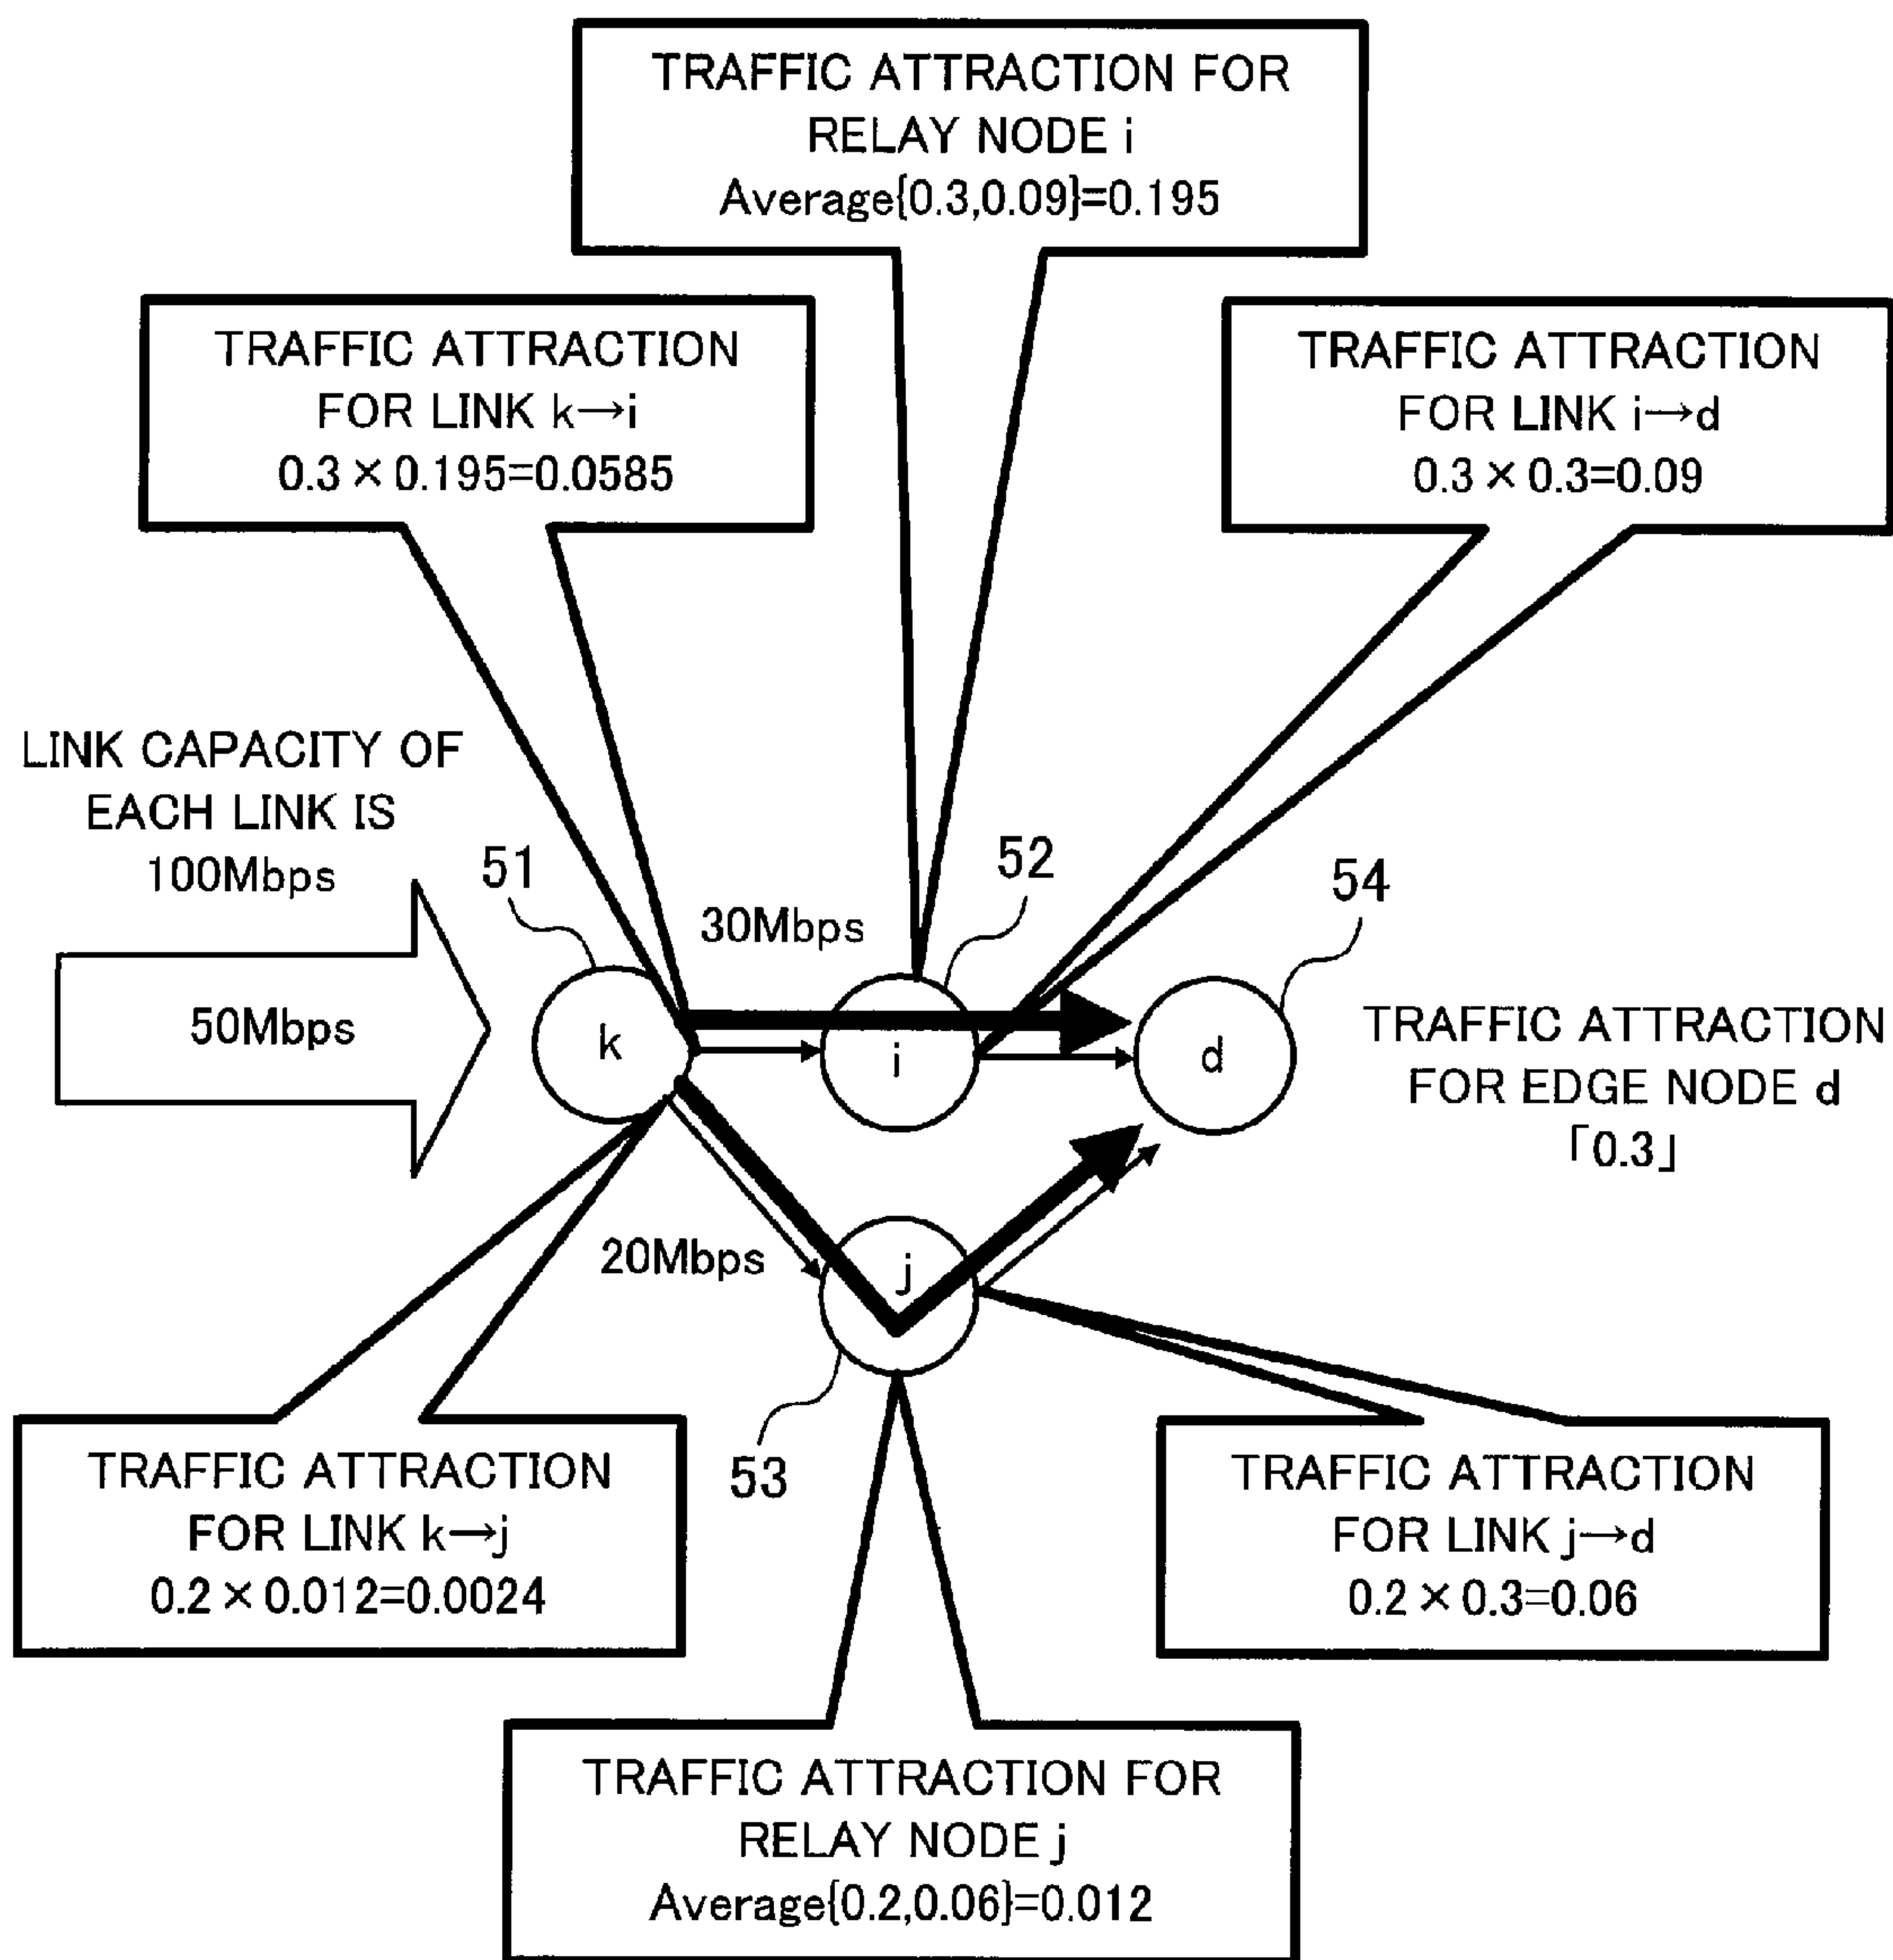 TRAFFIC ATTRACTION FOR
RELAY NODE i
Average{0.3,0.09}=0.195
TRAFFIC ATTRACTION
FOR LINK k→i
0.3×0.195=0.0585
TRAFFIC ATTRACTION
FOR LINK i→d
0.3×0.3=0.09
LINK CAPACITY OF
EACH LINK IS
100Mbps
51
52
54
30Mbps
50Mbps
k
i
d
TRAFFIC ATTRACTION
FOR EDGE NODE d
「0.3」
20Mbps
j
53
TRAFFIC ATTRACTION
FOR LINK k→j
0.2×0.012=0.0024
TRAFFIC ATTRACTION
FOR LINK j→d
0.2×0.3=0.06
TRAFFIC ATTRACTION FOR
RELAY NODE j
Average{0.2,0.06}=0.012